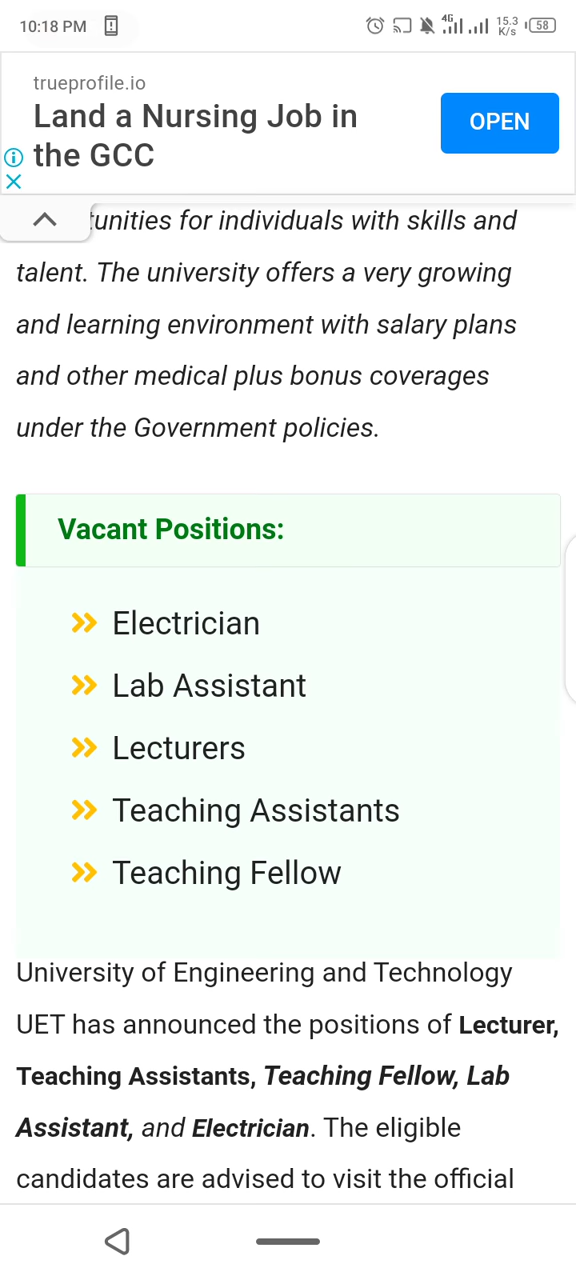 10:18 PM
4G
15.3
K/s
58
trueprofile.io
Land a Nursing Job in
the GCC
OPEN
tunities for individuals with skills and
talent. The university offers a very growing
and learning environment with salary plans
and other medical plus bonus coverages
under the Government policies.
Vacant Positions:
Electrician
Lab Assistant
Lecturers
Teaching Assistants
Teaching Fellow
University of Engineering and Technology
UET has announced the positions of Lecturer,
Teaching Assistants, Teaching Fellow, Lab
Assistant, and Electrician. The eligible
candidates are advised to visit the official